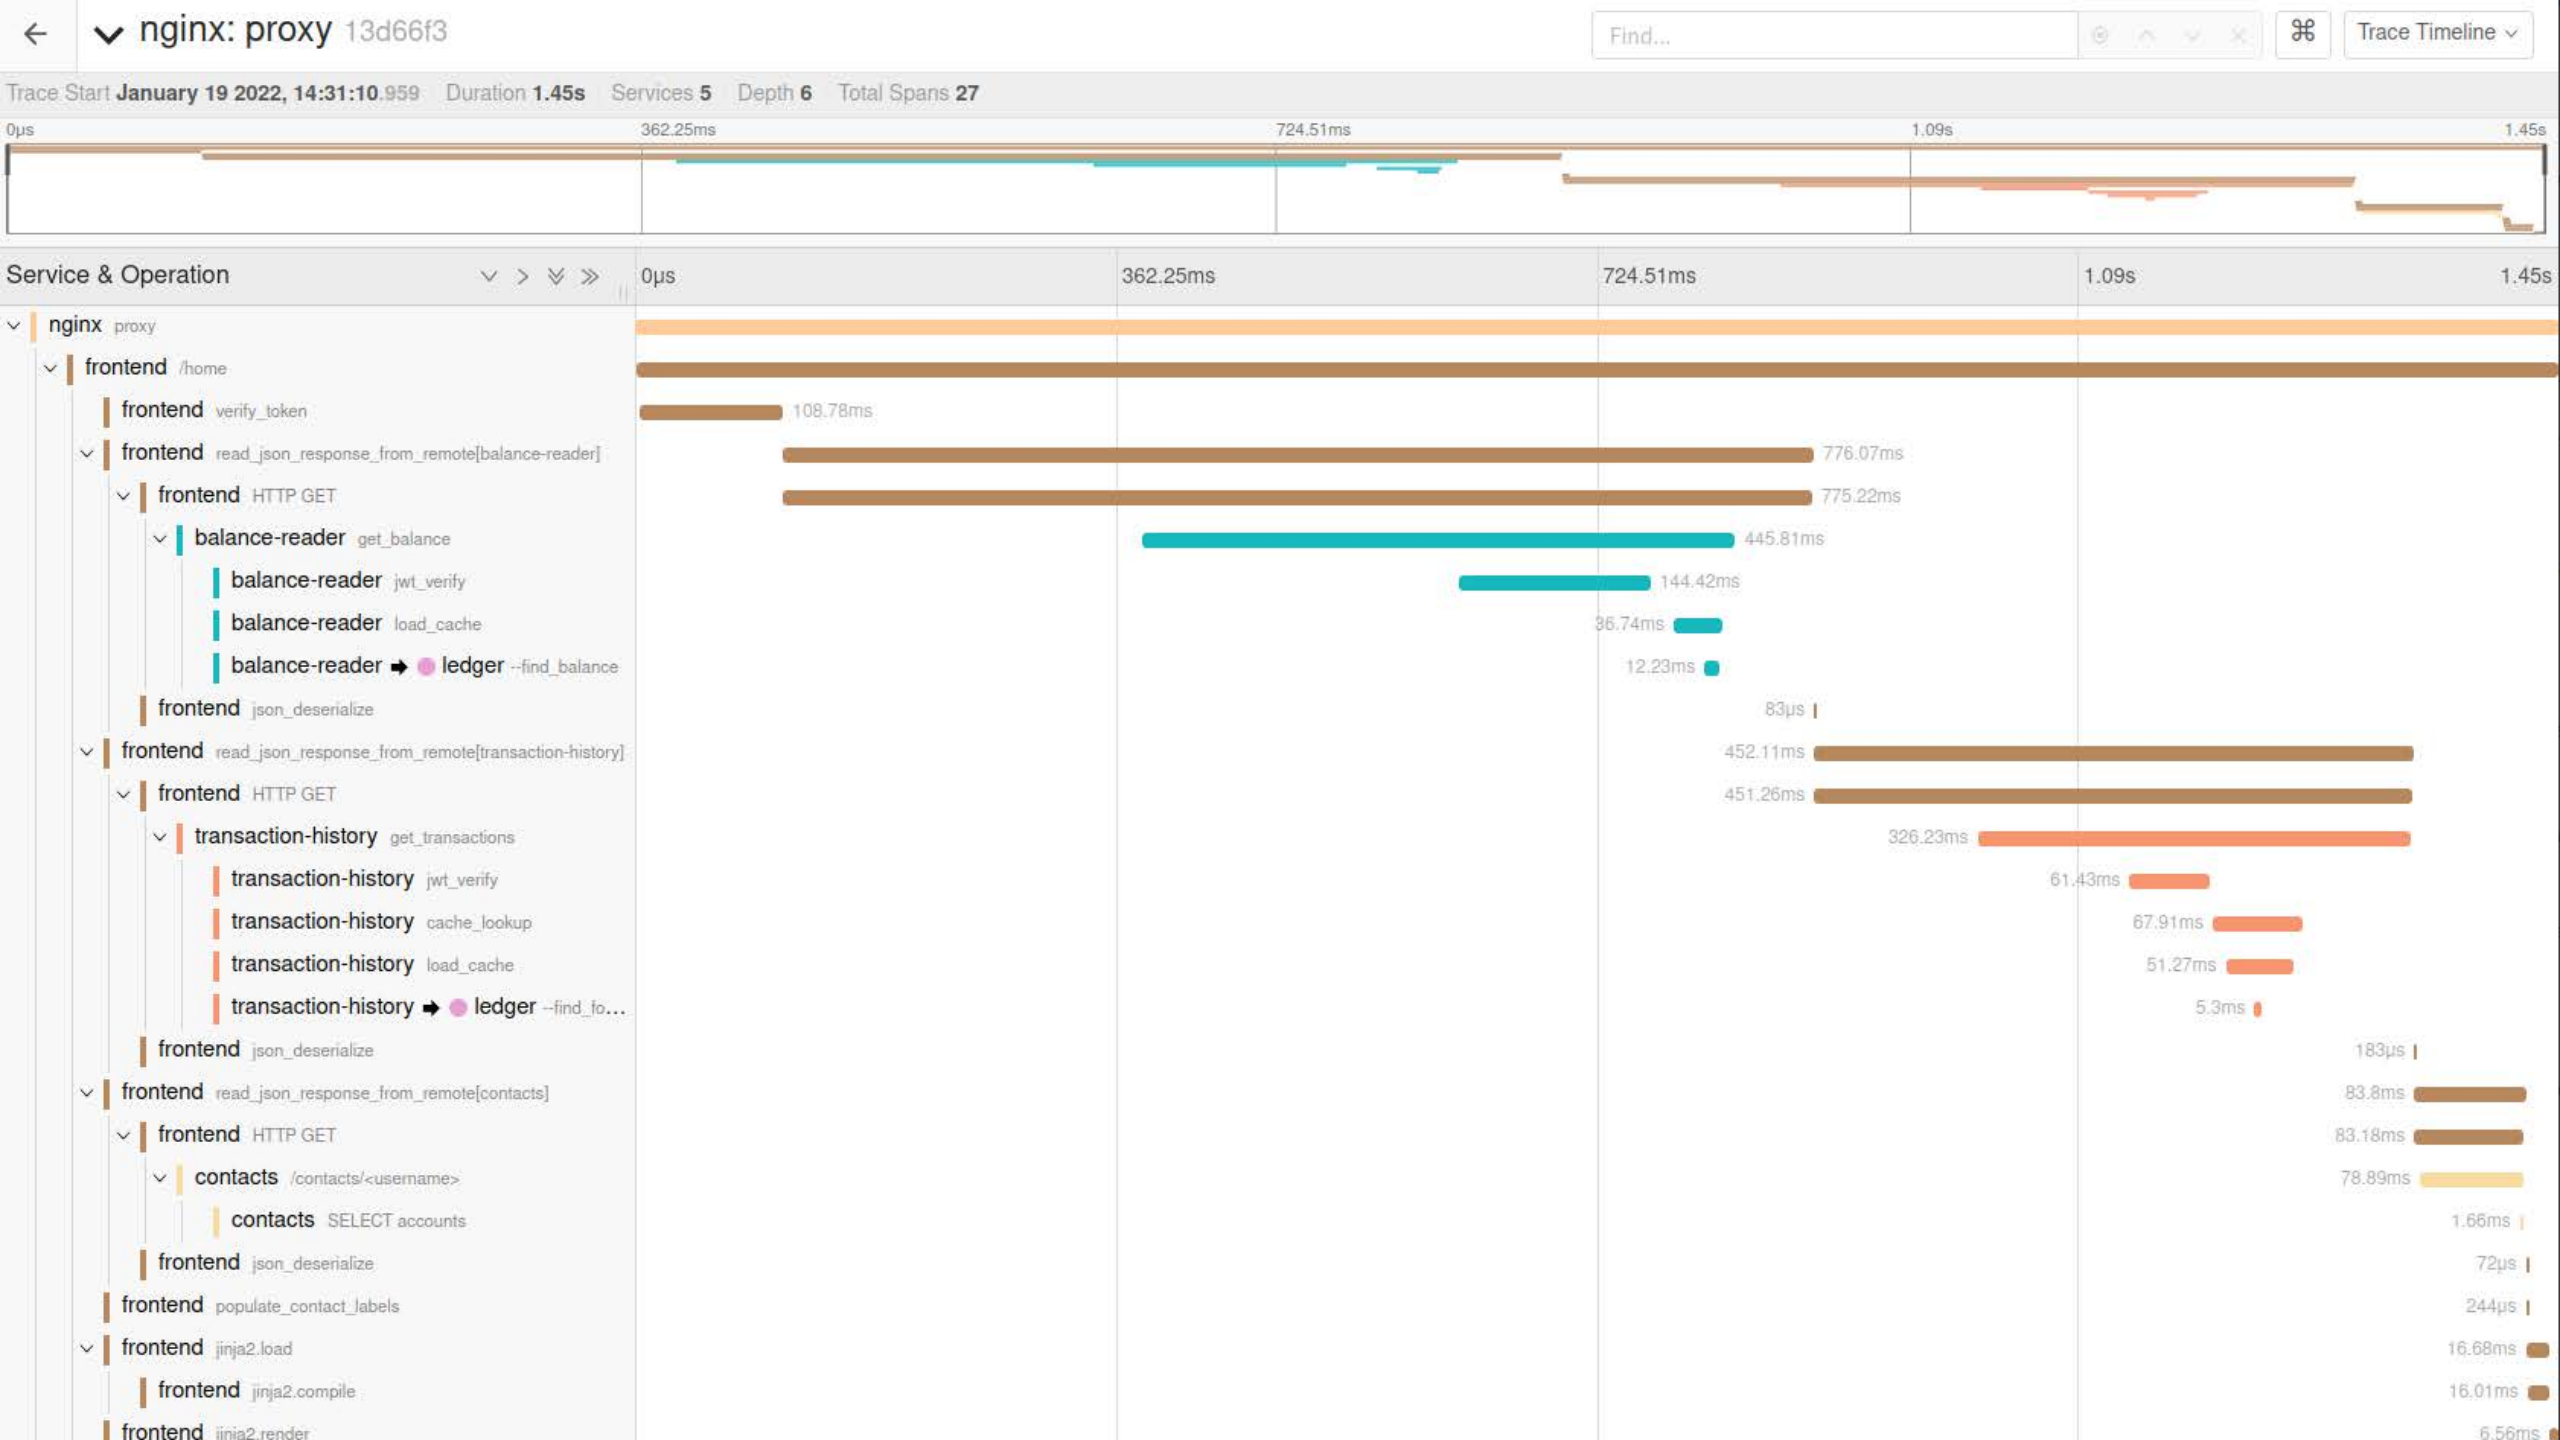 nginx: proxy 13d66f3
Find...
⌘
Trace Timeline
Trace Start January 19 2022, 14:31:10.959 Duration 1.45s Services 5 Depth 6 Total Spans 27
0μs 362.25ms 724.51ms 1.09s 1.45s
Service & Operation 0μs 362.25ms 724.51ms 1.09s 1.45s
nginx proxy
frontend /home
frontend verify_token 108.78ms
frontend read_json_response_from_remote[balance-reader] 776.07ms
frontend HTTP GET 775.22ms
balance-reader get_balance 445.81ms
balance-reader jwt_verify 144.42ms
balance-reader load_cache 36.74ms
balance-reader ➡ ledger --find_balance 12.23ms
frontend json_deserialize 83μs
frontend read_json_response_from_remote[transaction-history] 452.11ms
frontend HTTP GET 451.26ms
transaction-history get_transactions 326.23ms
transaction-history jwt_verify 61.43ms
transaction-history cache_lookup 67.91ms
transaction-history load_cache 51.27ms
transaction-history ➡ ledger --find_fo... 5.3ms
frontend json_deserialize 183μs
frontend read_json_response_from_remote[contacts] 83.8ms
frontend HTTP GET 83.18ms
contacts /contacts/<username> 78.89ms
contacts SELECT accounts 1.66ms
frontend json_deserialize 72μs
frontend populate_contact_labels 244μs
frontend jinja2.load 16.68ms
frontend jinja2.compile 16.01ms
frontend jinja2.render 6.56ms